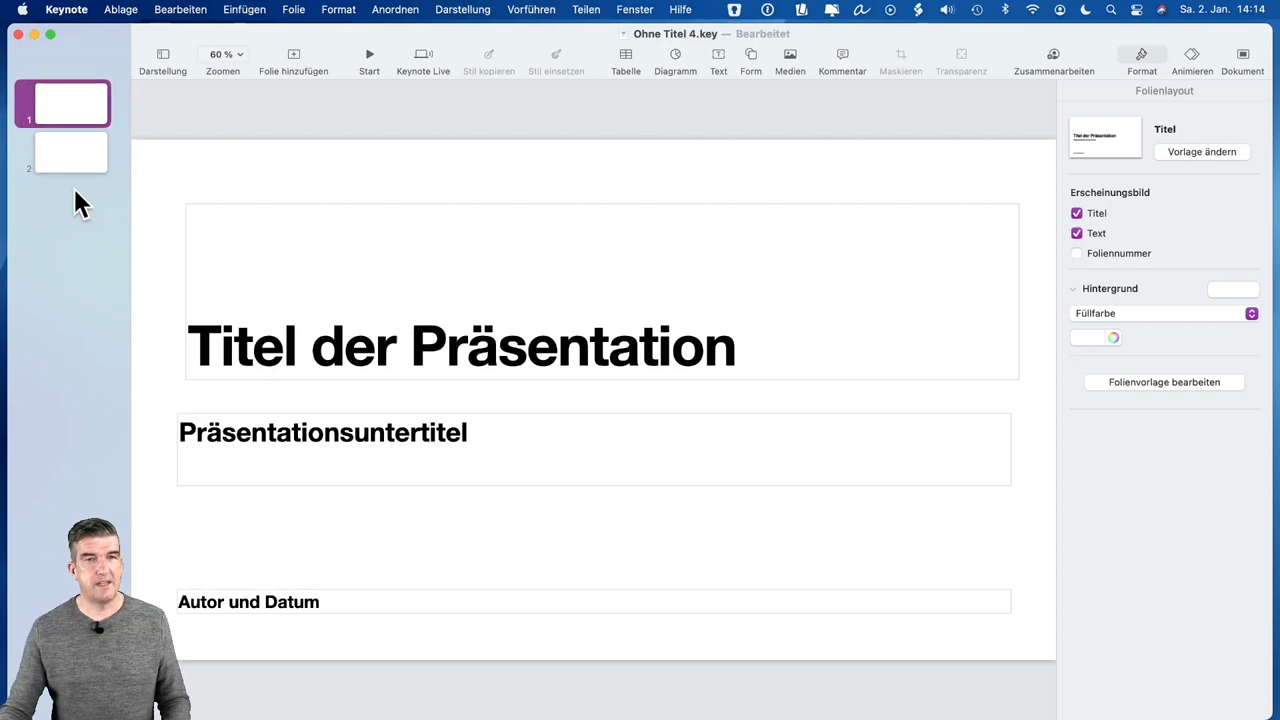 Keynote Ablage Bearbeiten Einfügen Folie Format Anordnen Darstellung Vorführen Teilen Fenster Hilfe Sa. 2. Jan. 14:14
Ohne Titel 4.key — Bearbeitet
60 %
Darstellung Zoomen Folie hinzufügen Start Keynote Live Stil kopieren Stil einsetzen Tabelle Diagramm Text Form Medien Kommentar Maskieren Transparenz Zusammenarbeiten Format Animieren Dokument
Folienlayout
1
2
Titel der Präsentation
Präsentationsuntertitel
Autor und Datum
Titel der Präsentation
Titel
Vorlage ändern
Erscheinungsbild
Titel
Text
Foliennummer
Hintergrund
Füllfarbe
Folienvorlage bearbeiten